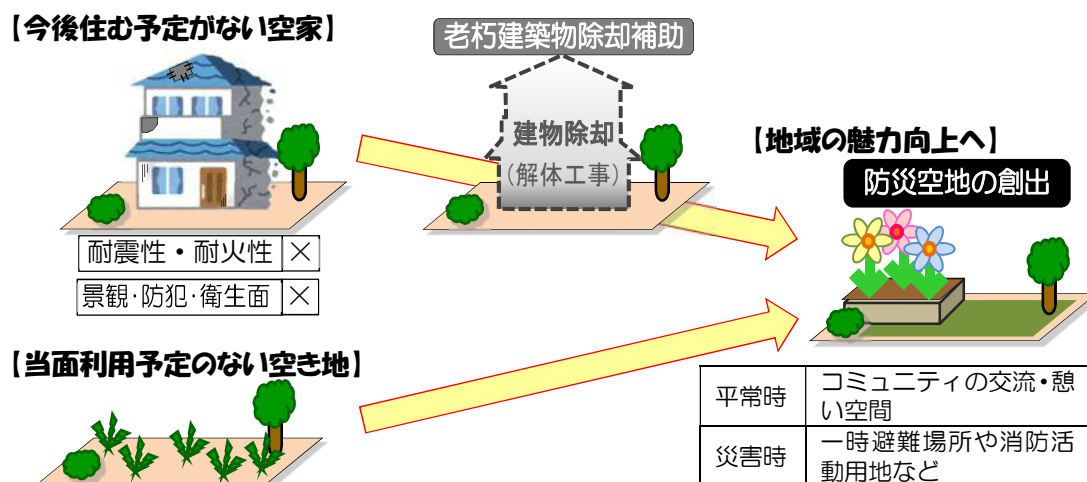 【今後住む予定がない空家】
老朽建築物除却補助
建物除却
(解体工事)
耐震性・耐火性 ×
景観・防犯・衛生面 ×
【地域の魅力向上へ】
防災空地の創出
【当面利用予定のない空き地】
平常時 コミュニティの交流・憩
い空間
災害時 一時避難場所や消防活
動用地など